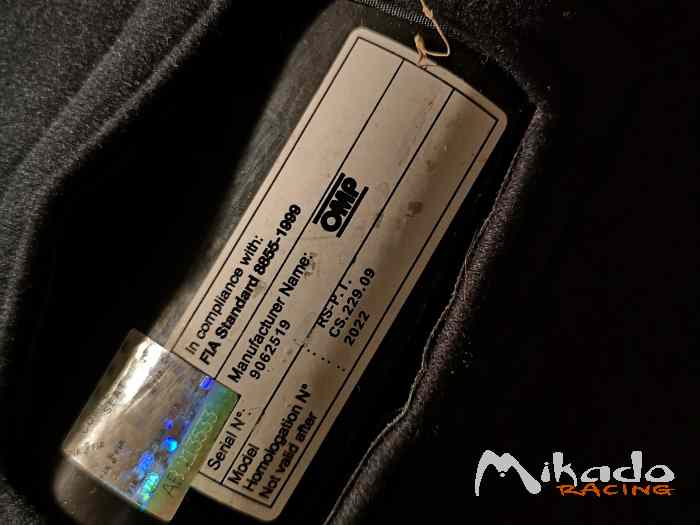 In compliance with:
FIA Standard 8855-1999
Manufacturer Name:
OMP
Serial N°: 9062519
Model : RS-P.T.
Homologation N° : CS.229.09
Not valid after : 2022
Mikado
RACING